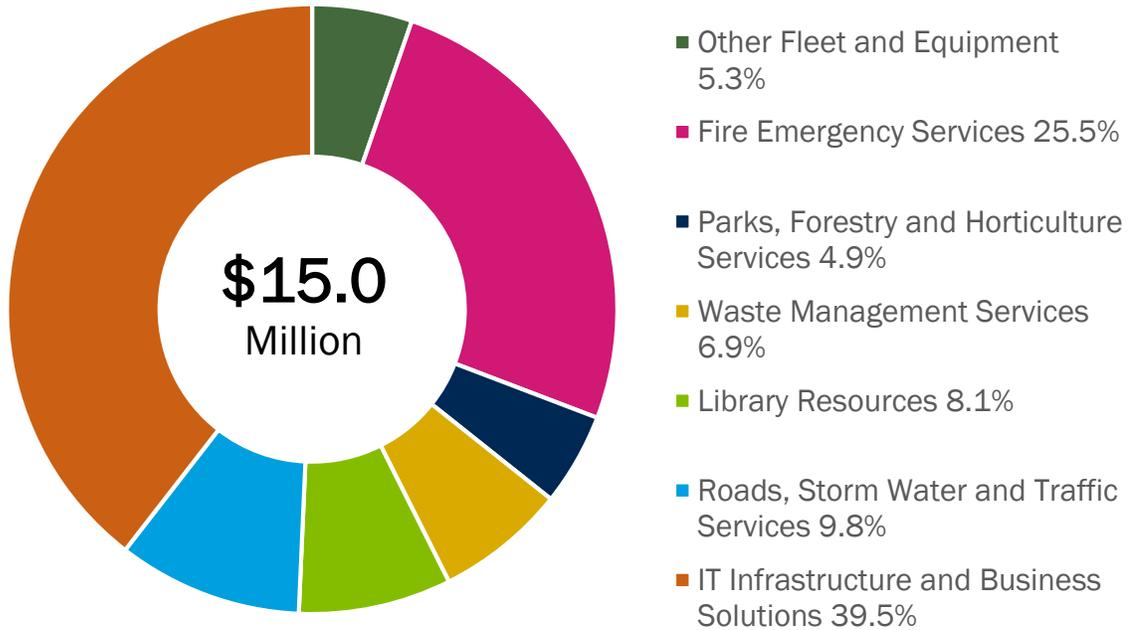 $15.0
Million
Other Fleet and Equipment
5.3%
Fire Emergency Services 25.5%
Parks, Forestry and Horticulture
Services 4.9%
Waste Management Services
6.9%
Library Resources 8.1%
Roads, Storm Water and Traffic
Services 9.8%
IT Infrastructure and Business
Solutions 39.5%